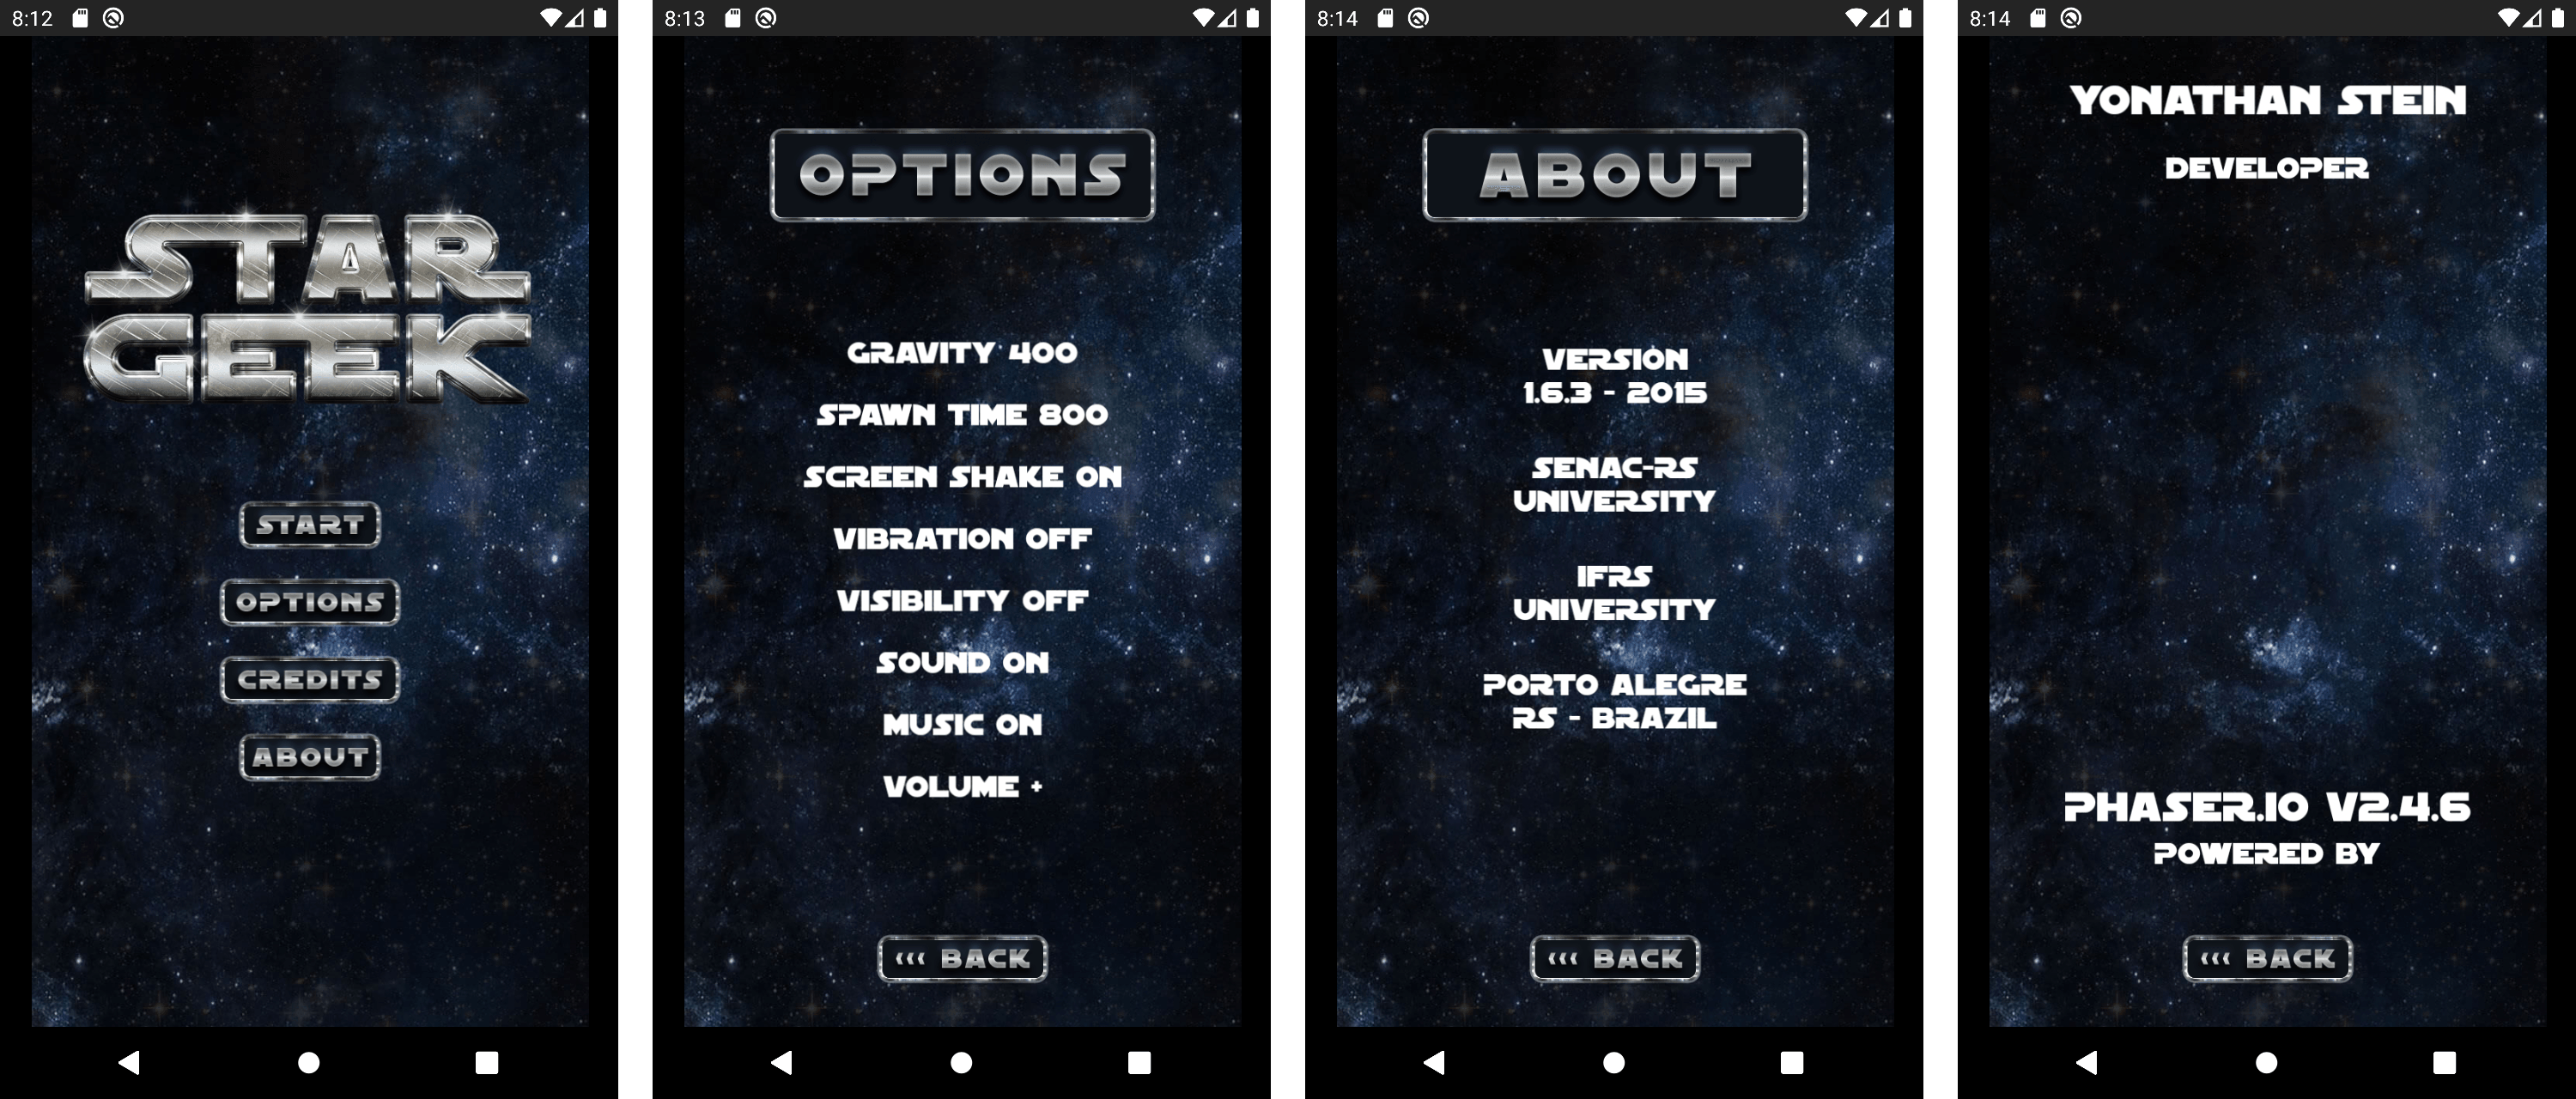 8:12
STAR
GEEK
START
OPTIONS
CREDITS
ABOUT
8:13
OPTIONS
GRAVITY 400
SPAWN TIME 800
SCREEN SHAKE ON
VIBRATION OFF
VISIBILITY OFF
SOUND ON
MUSIC ON
VOLUME +
‹‹‹ BACK
8:14
ABOUT
VERSION
1.6.3 - 2015
SENAC-RS
UNIVERSITY
IFRS
UNIVERSITY
PORTO ALEGRE
RS - BRAZIL
‹‹‹ BACK
8:14
YONATHAN STEIN
DEVELOPER
PHASER.IO V2.4.6
POWERED BY
‹‹‹ BACK